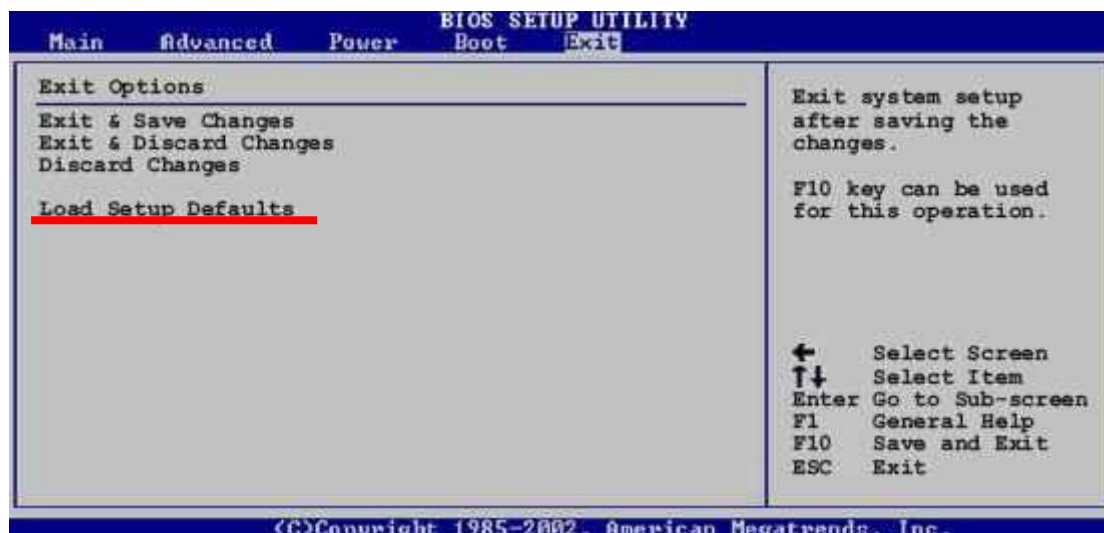 BIOS SETUP UTILITY
Main Advanced Power Boot Exit
Exit Options
Exit & Save Changes
Exit & Discard Changes
Discard Changes
Load Setup Defaults
Exit system setup
after saving the
changes.
F10 key can be used
for this operation.
← Select Screen
↑↓ Select Item
Enter Go to Sub-screen
F1 General Help
F10 Save and Exit
ESC Exit
(C)Copyright 1985-2002, American Megatrends, Inc.